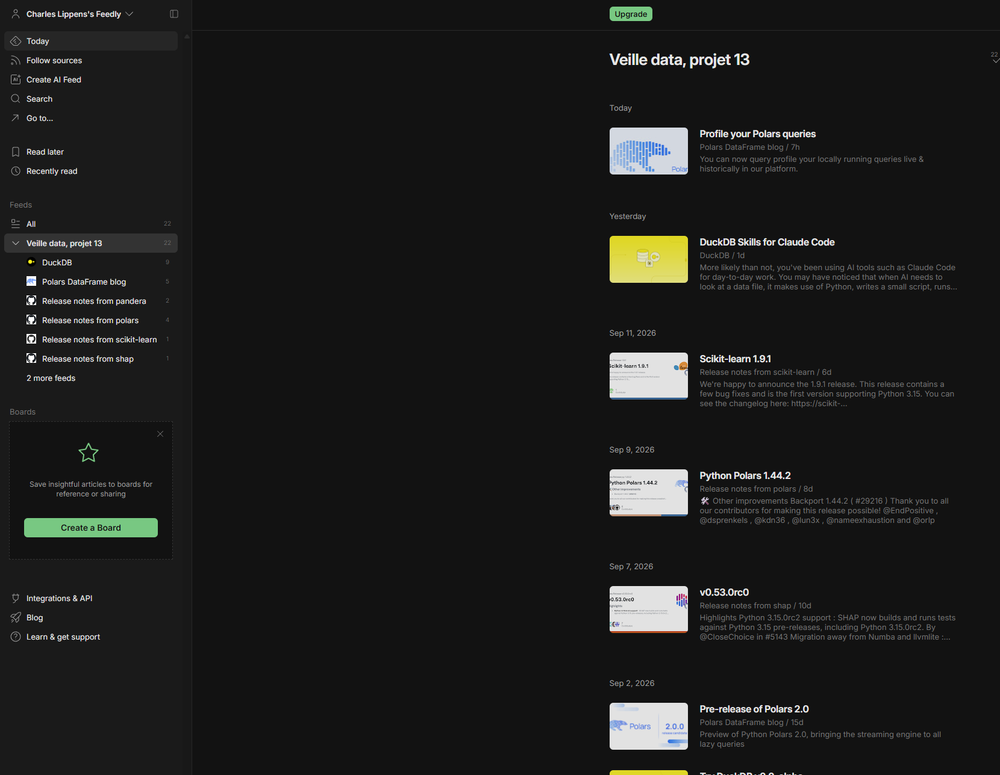 Charles Lippens's Feedly
Today
Follow sources
Create AI Feed
Search
Go to...
Read later
Recently read
Feeds
All 22
Veille data, projet 13 22
DuckDB 9
Polars DataFrame blog 5
Release notes from pandera 2
Release notes from polars 4
Release notes from scikit-learn 1
Release notes from shap 1
2 more feeds
Boards
Save insightful articles to boards for
reference or sharing
Create a Board
Integrations & API
Blog
Learn & get support
Upgrade
Veille data, projet 13
22
Today
Polar
Profile your Polars queries
Polars DataFrame blog / 7h
You can now query profile your locally running queries live &
historically in our platform.
Yesterday
DuckDB Skills for Claude Code
DuckDB / 1d
More likely than not, you've been using AI tools such as Claude Code
for day-to-day work. You may have noticed that when AI needs to
look at a data file, it makes use of Python, writes a small script, runs...
Sep 11, 2026
Scikit-learn 1.9.1
Scikit-learn 1.9.1
Release notes from scikit-learn / 6d
We're happy to announce the 1.9.1 release. This release contains a
few bug fixes and is the first version supporting Python 3.15. You can
see the changelog here: https://scikit-...
Sep 9, 2026
Python Polars 1.44.2
Other improvements
Python Polars 1.44.2
Release notes from polars / 8d
🛠 Other improvements Backport 1.44.2 ( #29216 ) Thank you to all
our contributors for making this release possible! @EndPositive ,
@dsprenkels , @kdn36 , @lun3x , @nameexhaustion and @orlp
Sep 7, 2026
v0.53.0rc0
v0.53.0rc0
Release notes from shap / 10d
Highlights Python 3.15.0rc2 support : SHAP now builds and runs tests
against Python 3.15 pre-releases, including Python 3.15.0rc2. By
@CloseChoice in #5143 Migration away from Numba and llvmlite :...
Sep 2, 2026
Polars
2.0.0
release candidate
Pre-release of Polars 2.0
Polars DataFrame blog / 15d
Preview of Python Polars 2.0, bringing the streaming engine to all
lazy queries